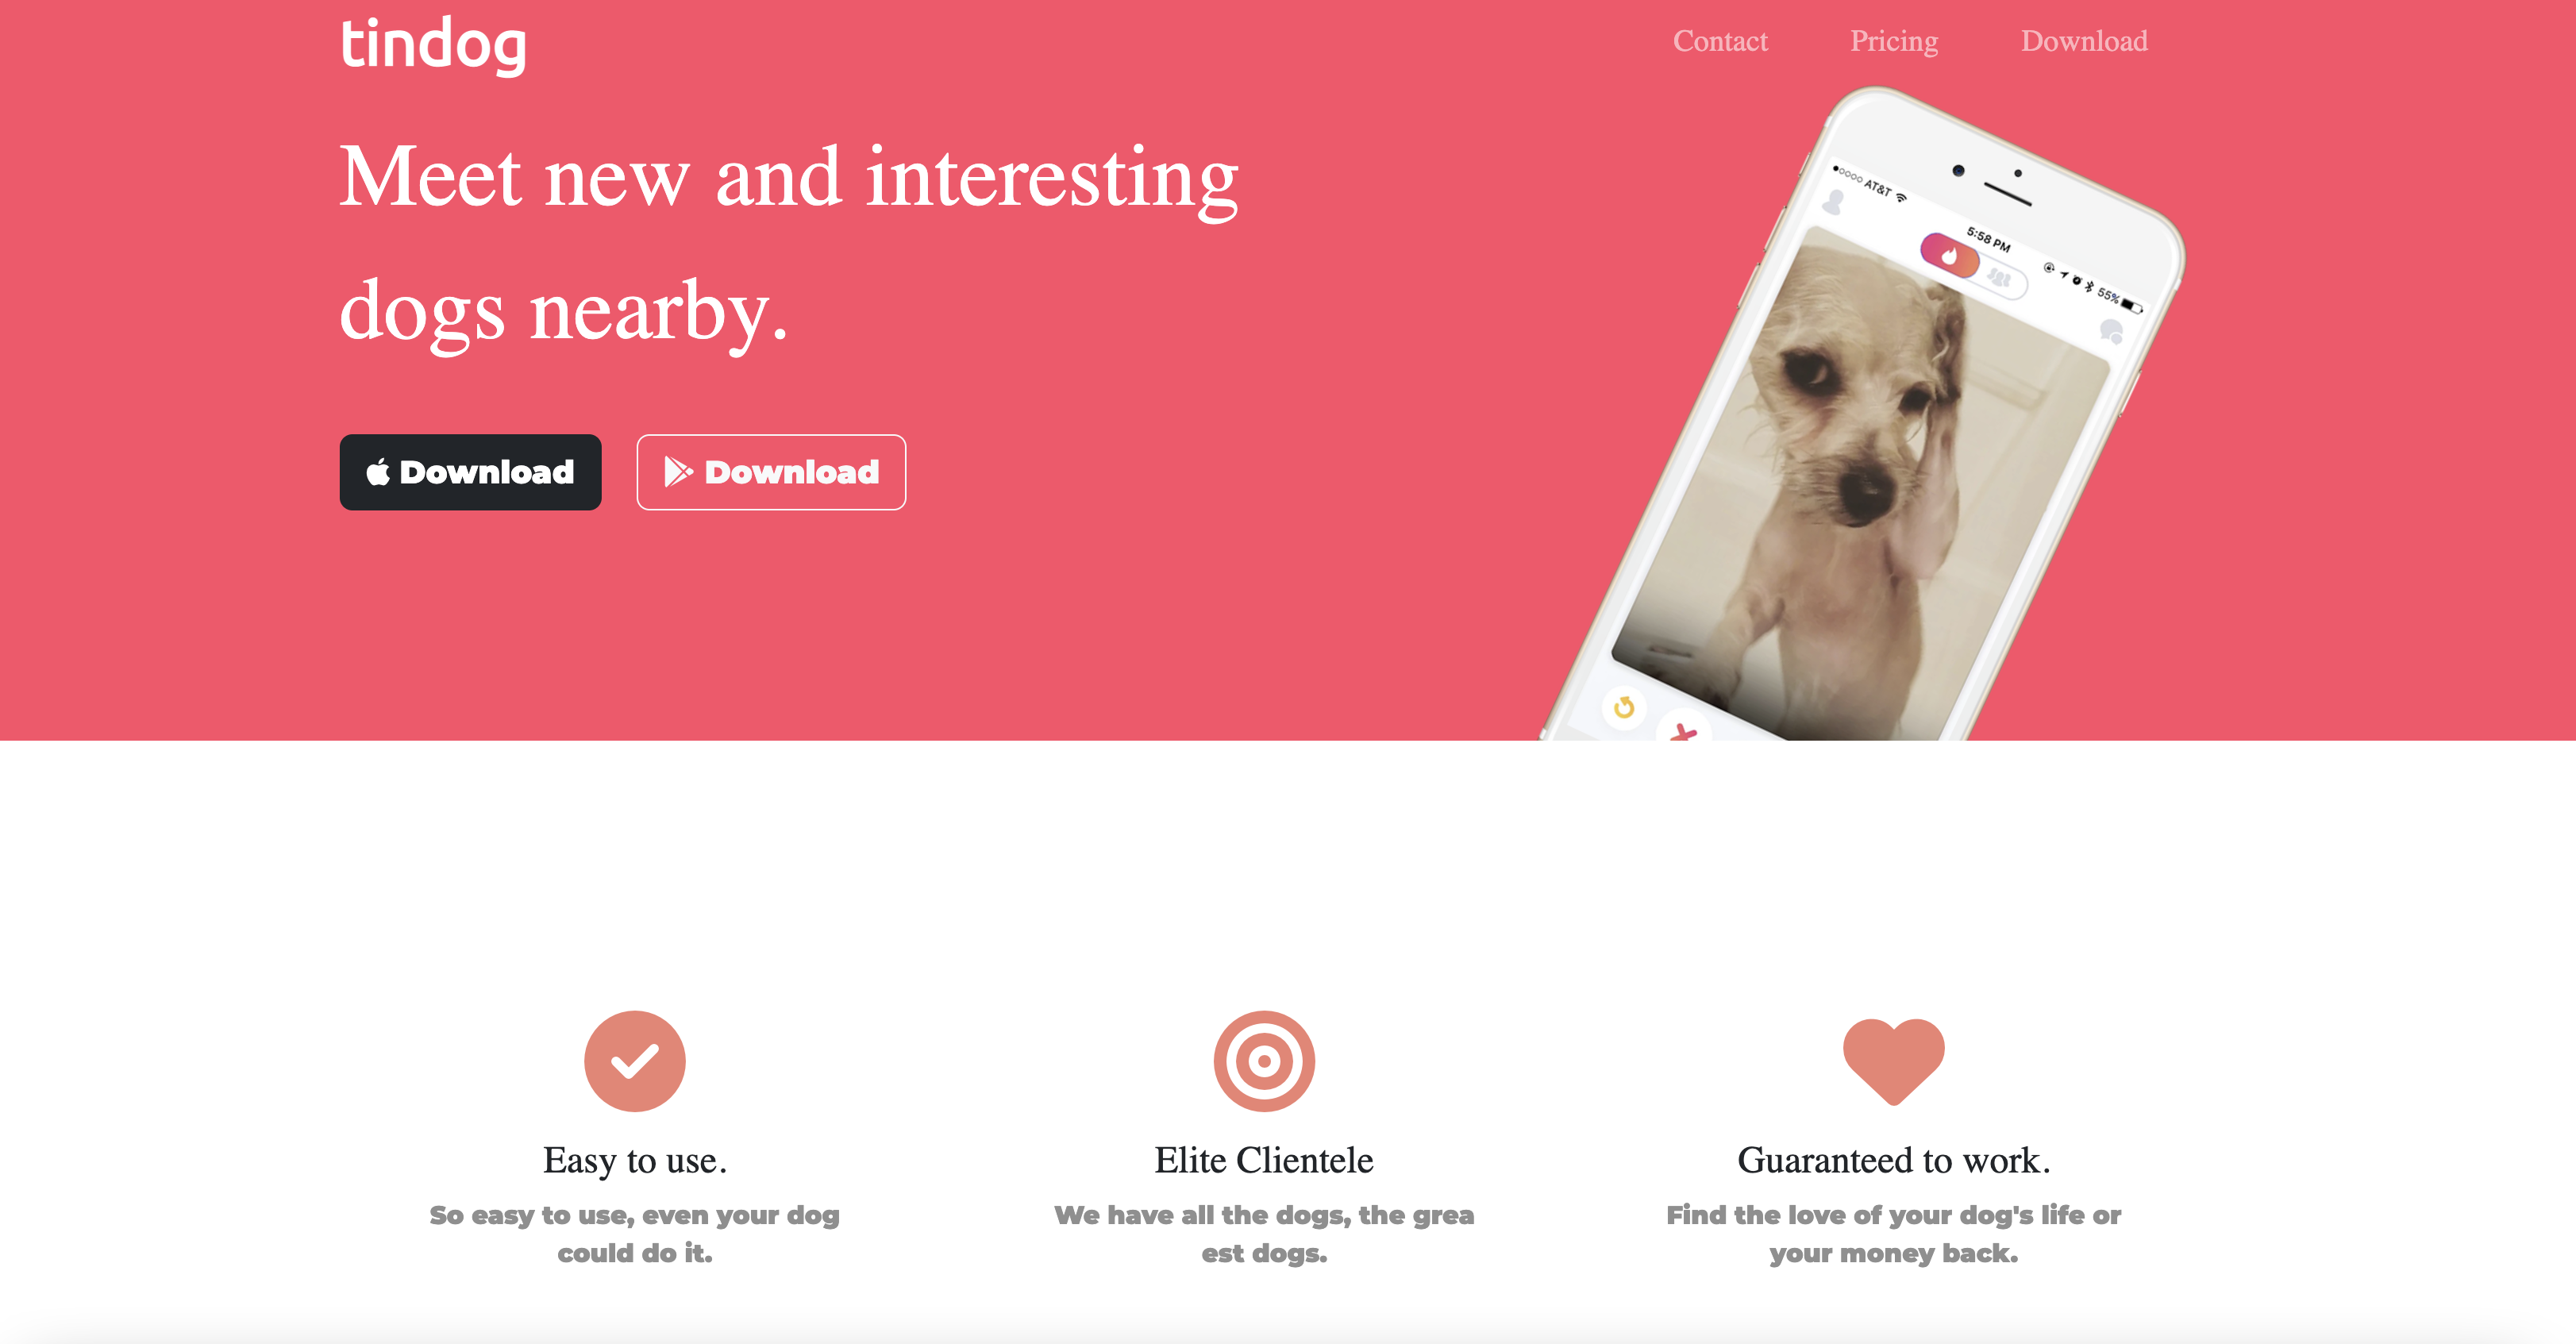 tindog
Contact
Pricing
Download
Meet new and interesting
dogs nearby.
Download
Download
AT&T
5:58 PM
55%
Easy to use.
So easy to use, even your dog
could do it.
Elite Clientele
We have all the dogs, the grea
est dogs.
Guaranteed to work.
Find the love of your dog's life or
your money back.